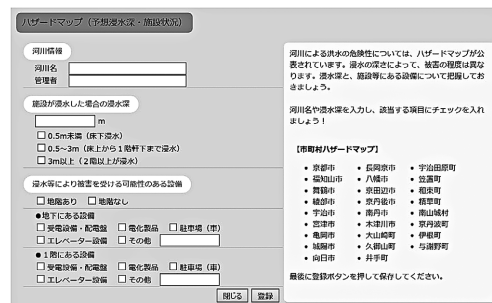 ハザードマップ（予想浸水深・施設状況）
河川情報
河川名
管理者
施設が浸水した場合の浸水深
m
0.5m未満（床下浸水）
0.5～3m（床上から１階軒下まで浸水）
3m以上（２階以上が浸水）
浸水等により被害を受ける可能性のある設備
地階あり 地階なし
●地下にある設備
受電設備・配電盤 電化製品 駐車場（車）
エレベーター設備 その他
●１階にある設備
受電設備・配電盤 電化製品 駐車場（車）
エレベーター設備 その他
閉じる 登録
河川による洪水の危険性については、ハザードマップが公
表されています。浸水の深さによって、被害の程度は異な
ります。浸水深と、施設等にある設備について把握してお
きましょう。
河川名や浸水深を入力し、該当する項目にチェックを入れ
ましょう！
【市町村ハザードマップ】
• 京都市 • 長岡京市 • 宇治田原町
• 福知山市 • 八幡市 • 笠置町
• 舞鶴市 • 京田辺市 • 和束町
• 綾部市 • 京丹後市 • 精華町
• 宇治市 • 南丹市 • 南山城村
• 宮津市 • 木津川市 • 京丹波町
• 亀岡市 • 大山崎町 • 伊根町
• 城陽市 • 久御山町 • 与謝野町
• 向日市 • 井手町
最後に登録ボタンを押して保存してください。